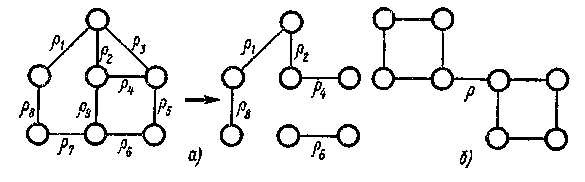 ρ₁ ρ₂ ρ₃
ρ₄
ρ₈ ρ₉ ρ₅
ρ₇ ρ₆
а)
ρ₁ ρ₂
ρ₄
ρ₈
ρ₆
ρ
б)